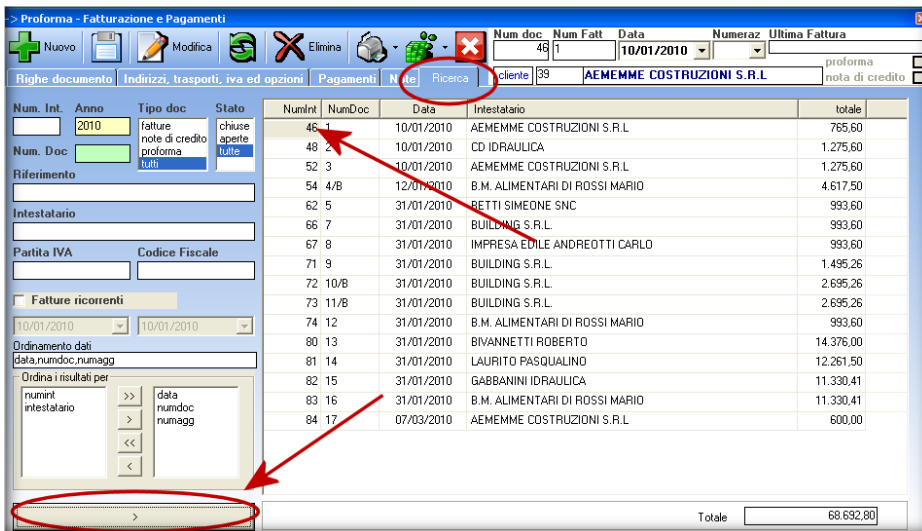 -> Proforma - Fatturazione e Pagamenti
Nuovo Modifica Elimina
Num doc Num Fatt Data Numeraz Ultima Fattura
46 1 10/01/2010
proforma
nota di credito
cliente 39 AEMEMME COSTRUZIONI S.R.L
Righe documento Indirizzi, trasporti, iva ed opzioni Pagamenti Note Ricerca
Num. Int. Anno Tipo doc Stato
2010 fatture chiuse
note di credito aperte
Num. Doc proforma tutte
tutti
Riferimento
Intestatario
Partita IVA Codice Fiscale
Fatture ricorrenti
10/01/2010 10/01/2010
Ordinamento dati
data,numdoc,numagg
Ordina i risultati per
numint >> data
intestatario numdoc
> numagg
<<
<
>
NumInt NumDoc Data Intestatario totale
46 1 10/01/2010 AEMEMME COSTRUZIONI S.R.L 765,60
48 2 10/01/2010 CD IDRAULICA 1.275,60
52 3 10/01/2010 AEMEMME COSTRUZIONI S.R.L 1.275,60
54 4/B 12/01/2010 B.M. ALIMENTARI DI ROSSI MARIO 4.617,50
62 5 31/01/2010 BETTI SIMEONE SNC 993,60
66 7 31/01/2010 BUILDING S.R.L. 993,60
67 8 31/01/2010 IMPRESA EDILE ANDREOTTI CARLO 993,60
71 9 31/01/2010 BUILDING S.R.L. 1.495,26
72 10/B 31/01/2010 BUILDING S.R.L. 2.695,26
73 11/B 31/01/2010 BUILDING S.R.L. 2.695,26
74 12 31/01/2010 B.M. ALIMENTARI DI ROSSI MARIO 993,60
80 13 31/01/2010 BIVANNETTI ROBERTO 14.376,00
81 14 31/01/2010 LAURITO PASQUALINO 12.261,50
82 15 31/01/2010 GABBANINI IDRAULICA 11.330,41
83 16 31/01/2010 B.M. ALIMENTARI DI ROSSI MARIO 11.330,41
84 17 07/03/2010 AEMEMME COSTRUZIONI S.R.L 600,00
Totale 68.692,80